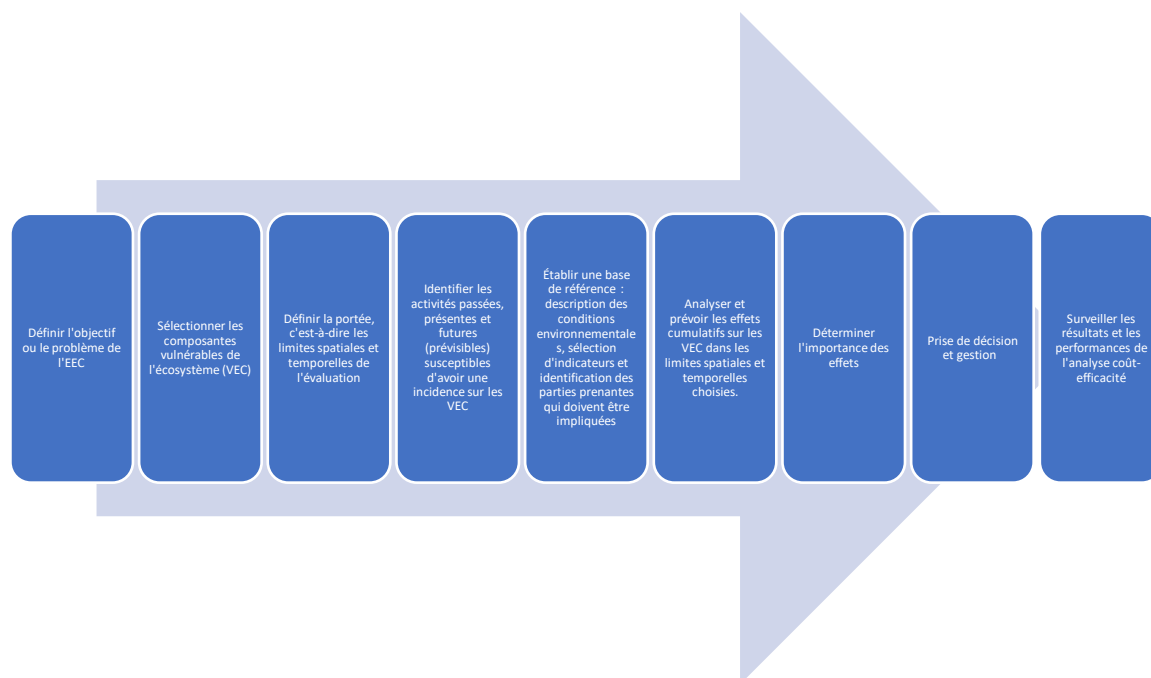 Définir l'objectif
ou le problème de
l'EEC
Sélectionner les
composantes
vulnérables de
l'écosystème (VEC)
Définir la portée,
c'est-à-dire les
limites spatiales et
temporelles de
l'évaluation
Identifier les
activités passées,
présentes et
futures
(prévisibles)
susceptibles
d'avoir une
incidence sur les
VEC
Établir une base
de référence :
description des
conditions
environnementale
s, sélection
d'indicateurs et
identification des
parties prenantes
qui doivent être
impliquées
Analyser et
prévoir les effets
cumulatifs sur les
VEC dans les
limites spatiales et
temporelles
choisies.
Déterminer
l'importance des
effets
Prise de décision
et gestion
Surveiller les
résultats et les
performances de
l'analyse coût-
efficacité